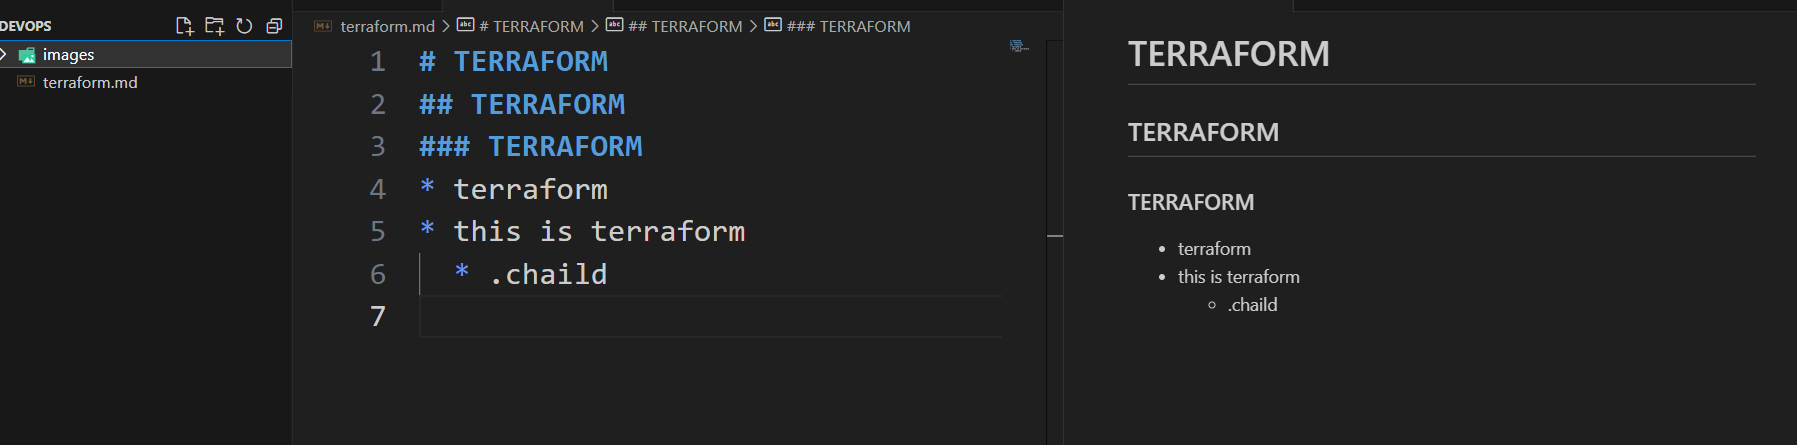 DEVOPS
images
terraform.md
terraform.md > # TERRAFORM > ## TERRAFORM > ### TERRAFORM
1 # TERRAFORM
2 ## TERRAFORM
3 ### TERRAFORM
4 * terraform
5 * this is terraform
6 * .chaild
7
TERRAFORM
TERRAFORM
TERRAFORM
• terraform
• this is terraform
◦ .chaild